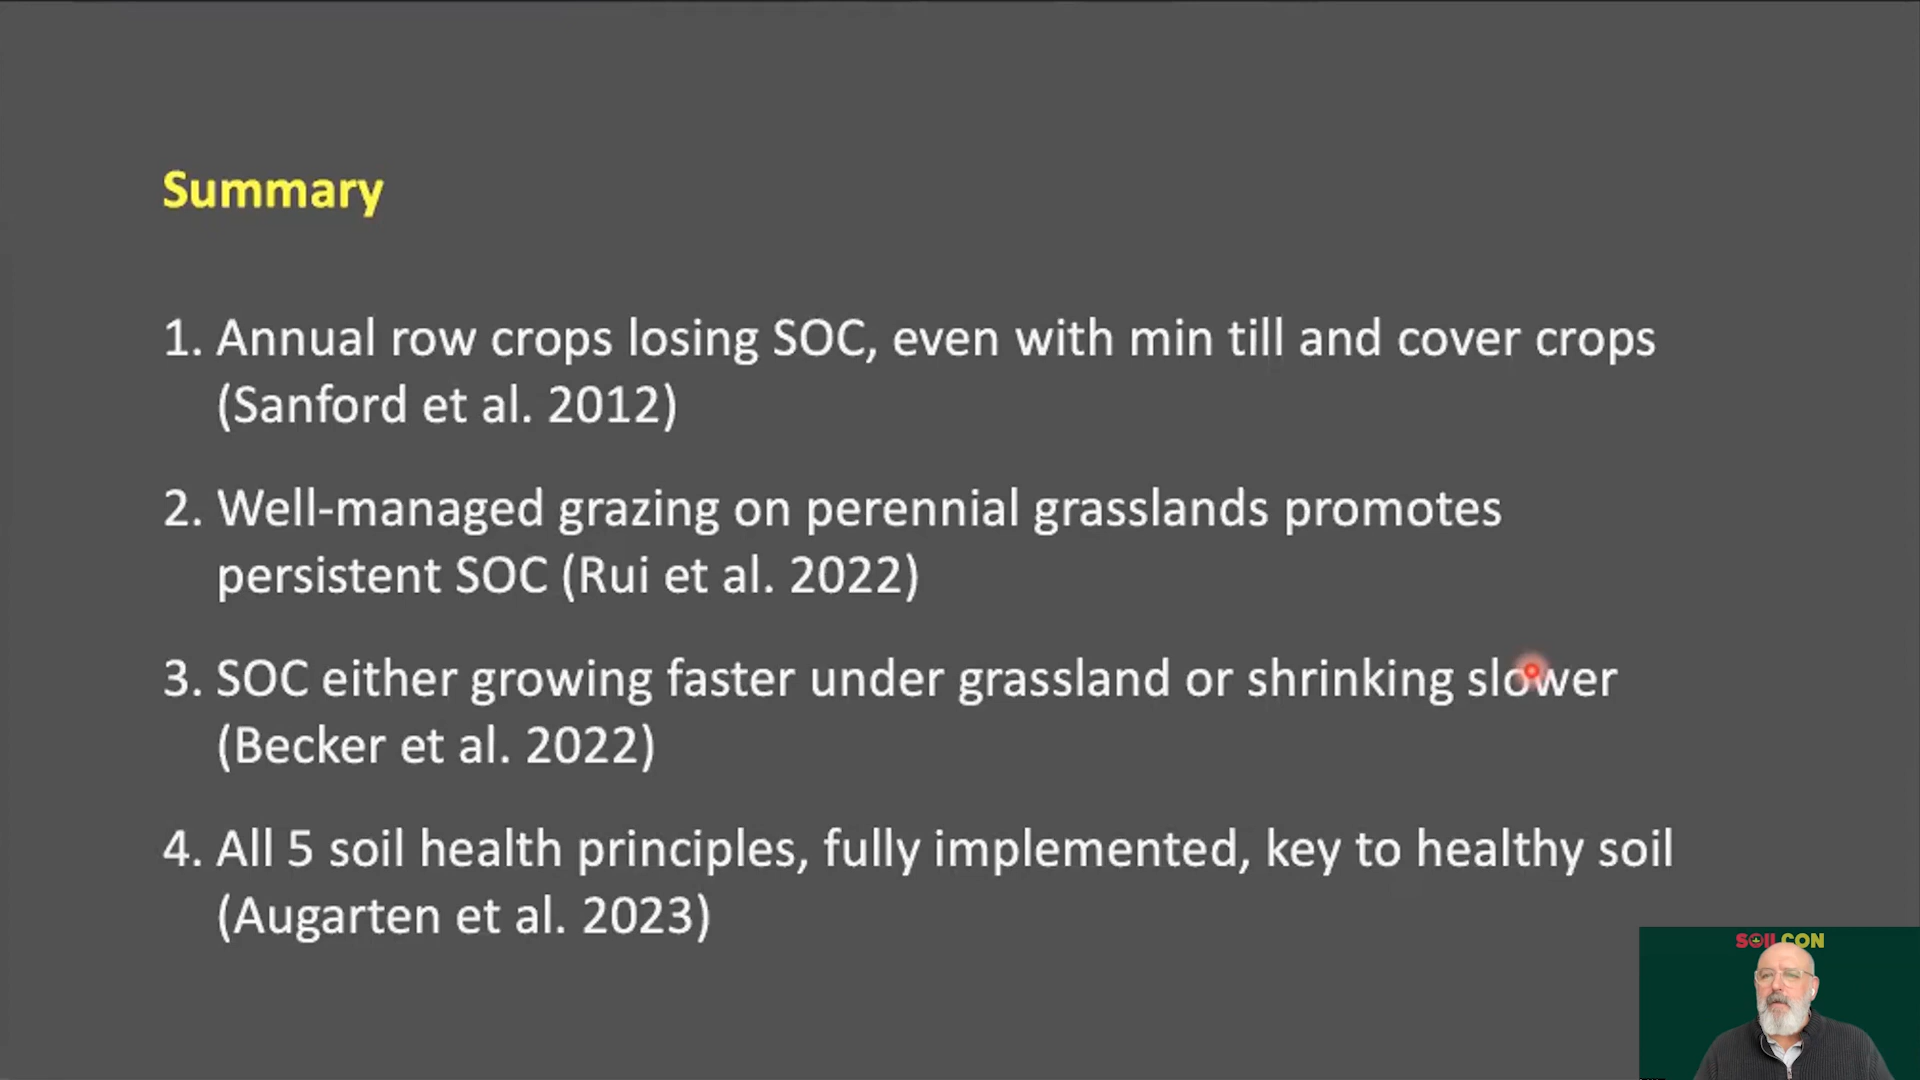 Summary
1. Annual row crops losing SOC, even with min till and cover crops
(Sanford et al. 2012)
2. Well-managed grazing on perennial grasslands promotes
persistent SOC (Rui et al. 2022)
3. SOC either growing faster under grassland or shrinking slower
(Becker et al. 2022)
4. All 5 soil health principles, fully implemented, key to healthy soil
(Augarten et al. 2023)
SOILCON